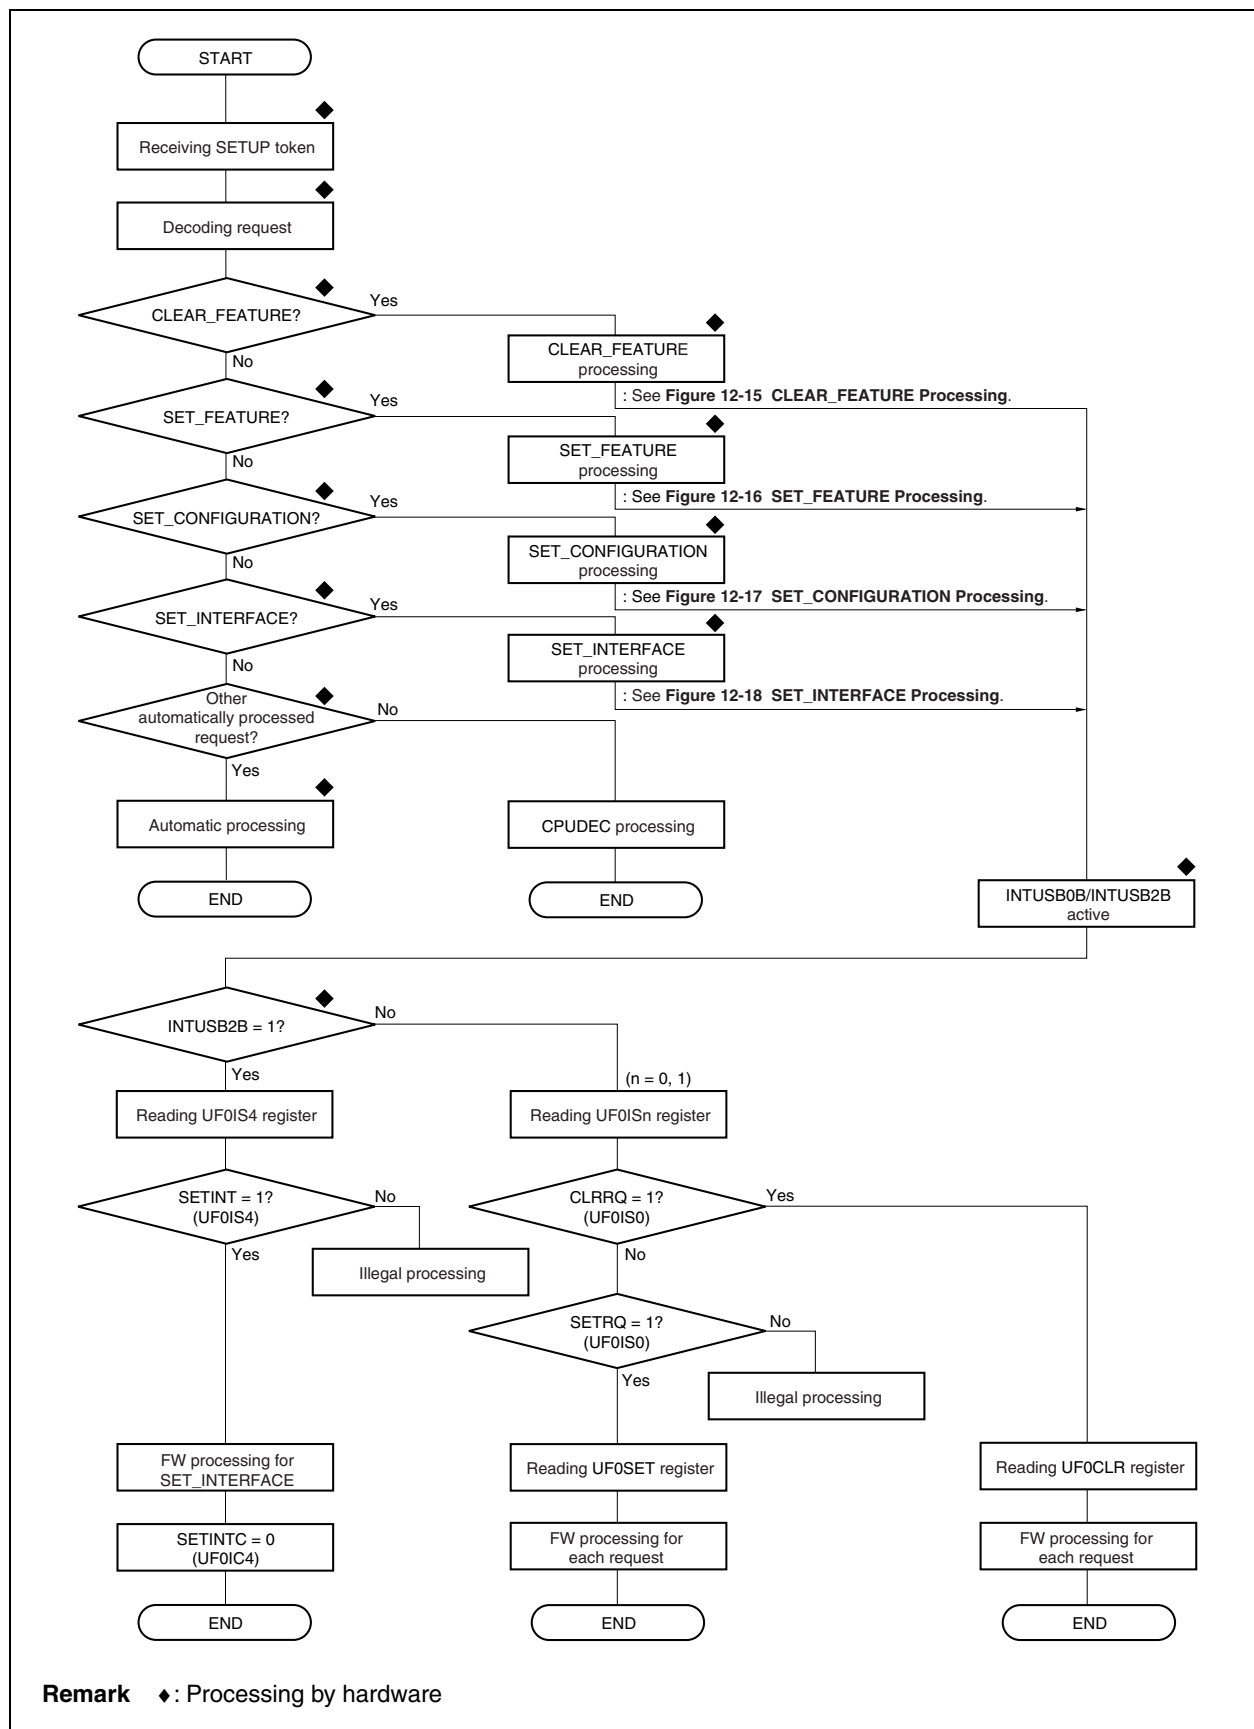 START
Receiving SETUP token
Decoding request
CLEAR_FEATURE?
Yes
No
CLEAR_FEATURE
processing
: See Figure 12-15 CLEAR_FEATURE Processing.
SET_FEATURE?
Yes
No
SET_FEATURE
processing
: See Figure 12-16 SET_FEATURE Processing.
SET_CONFIGURATION?
Yes
No
SET_CONFIGURATION
processing
: See Figure 12-17 SET_CONFIGURATION Processing.
SET_INTERFACE?
Yes
No
SET_INTERFACE
processing
: See Figure 12-18 SET_INTERFACE Processing.
Other
automatically processed
request?
No
Yes
Automatic processing
CPUDEC processing
END
END
INTUSB0B/INTUSB2B
active
INTUSB2B = 1?
No
Yes
(n = 0, 1)
Reading UF0IS4 register
Reading UF0ISn register
SETINT = 1?
(UF0IS4)
No
Yes
Illegal processing
CLRRQ = 1?
(UF0IS0)
Yes
No
SETRQ = 1?
(UF0IS0)
No
Yes
Illegal processing
FW processing for
SET_INTERFACE
Reading UF0SET register
Reading UF0CLR register
SETINTC = 0
(UF0IC4)
FW processing for
each request
FW processing for
each request
END
END
END
Remark ♦: Processing by hardware